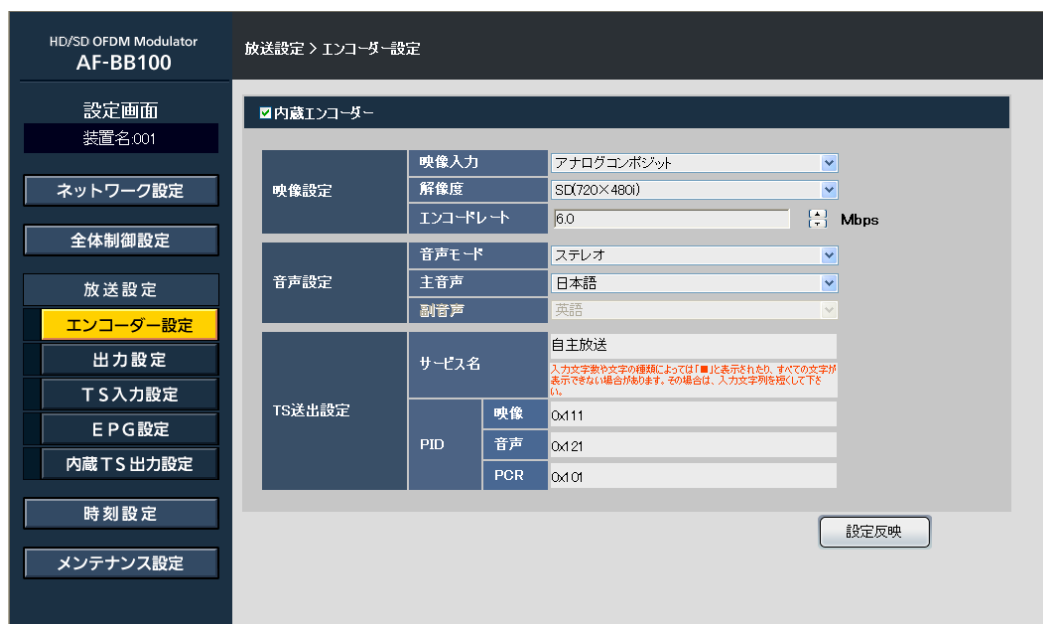 HD/SD OFDM Modulator
AF-BB100
放送設定 > エンコーダー設定
設定画面
装置名:001
ネットワーク設定
全体制御設定
放送設定
エンコーダー設定
出力設定
TS入力設定
EPG設定
内蔵TS出力設定
時刻設定
メンテナンス設定
内蔵エンコーダー
映像設定
映像入力
アナログコンポジット
解像度
SD(720×480i)
エンコードレート
6.0
Mbps
音声設定
音声モード
ステレオ
主音声
日本語
副音声
英語
TS送出設定
サービス名
自主放送
入力文字数や文字の種類によっては「■」と表示されたり、すべての文字が
表示できない場合があります。その場合は、入力文字列を短くして下さ
い。
PID
映像
0x111
音声
0x121
PCR
0x101
設定反映